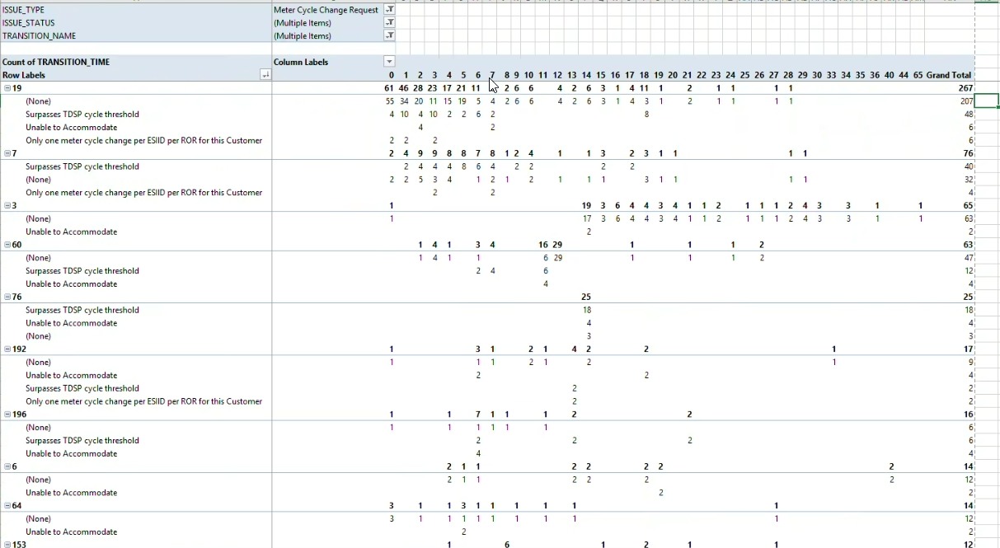 ISSUE_TYPE Meter Cycle Change Request
ISSUE_STATUS (Multiple Items)
TRANSITION_NAME (Multiple Items)
Count of TRANSITION_TIME Column Labels
Row Labels 0 1 2 3 4 5 6 7 8 9 10 11 12 13 14 15 16 17 18 19 20 21 22 23 24 25 26 27 28 29 30 33 34 35 36 40 44 65 Grand Total
19 61 46 28 23 17 21 11 2 6 6 4 2 6 3 1 4 11 1 2 1 1 1 1 267
(None) 55 34 20 11 15 19 5 4 2 6 6 4 2 6 3 1 4 3 1 2 1 1 1 1 207
Surpasses TDSP cycle threshold 4 10 4 10 2 2 6 2 8 48
Unable to Accommodate 4 2 6
Only one meter cycle change per ESIID per ROR for this Customer 2 2 2 6
7 2 4 9 9 8 8 7 8 1 2 4 1 1 3 2 3 1 1 1 1 76
Surpasses TDSP cycle threshold 2 4 4 4 8 6 4 2 2 2 2 40
(None) 2 2 5 3 4 1 2 1 2 1 1 1 3 1 1 1 1 32
Only one meter cycle change per ESIID per ROR for this Customer 2 2 4
3 1 19 3 6 4 4 3 4 1 1 2 1 1 1 2 4 3 3 1 1 65
(None) 1 17 3 6 4 4 3 4 1 1 2 1 1 1 2 4 3 3 1 1 63
Unable to Accommodate 2 2
60 1 4 1 3 4 16 29 1 1 1 2 63
(None) 1 4 1 1 6 29 1 1 1 2 47
Surpasses TDSP cycle threshold 2 4 6 12
Unable to Accommodate 4 4
76 25 25
Surpasses TDSP cycle threshold 18 18
Unable to Accommodate 4 4
(None) 3 3
192 1 3 1 2 1 4 2 2 1 17
(None) 1 1 1 2 1 2 1 9
Unable to Accommodate 2 2 4
Surpasses TDSP cycle threshold 2 2
Only one meter cycle change per ESIID per ROR for this Customer 2 2
196 1 1 7 1 1 1 2 2 16
(None) 1 1 1 1 1 1 6
Surpasses TDSP cycle threshold 2 2 2 6
Unable to Accommodate 4 4
6 2 1 1 2 2 2 2 2 14
(None) 2 1 1 2 2 2 2 12
Unable to Accommodate 2 2
64 3 1 1 3 1 1 1 1 1 1 14
(None) 3 1 1 1 1 1 1 1 1 1 12
Unable to Accommodate 2 2
153 1 6 1 2 1 1 12